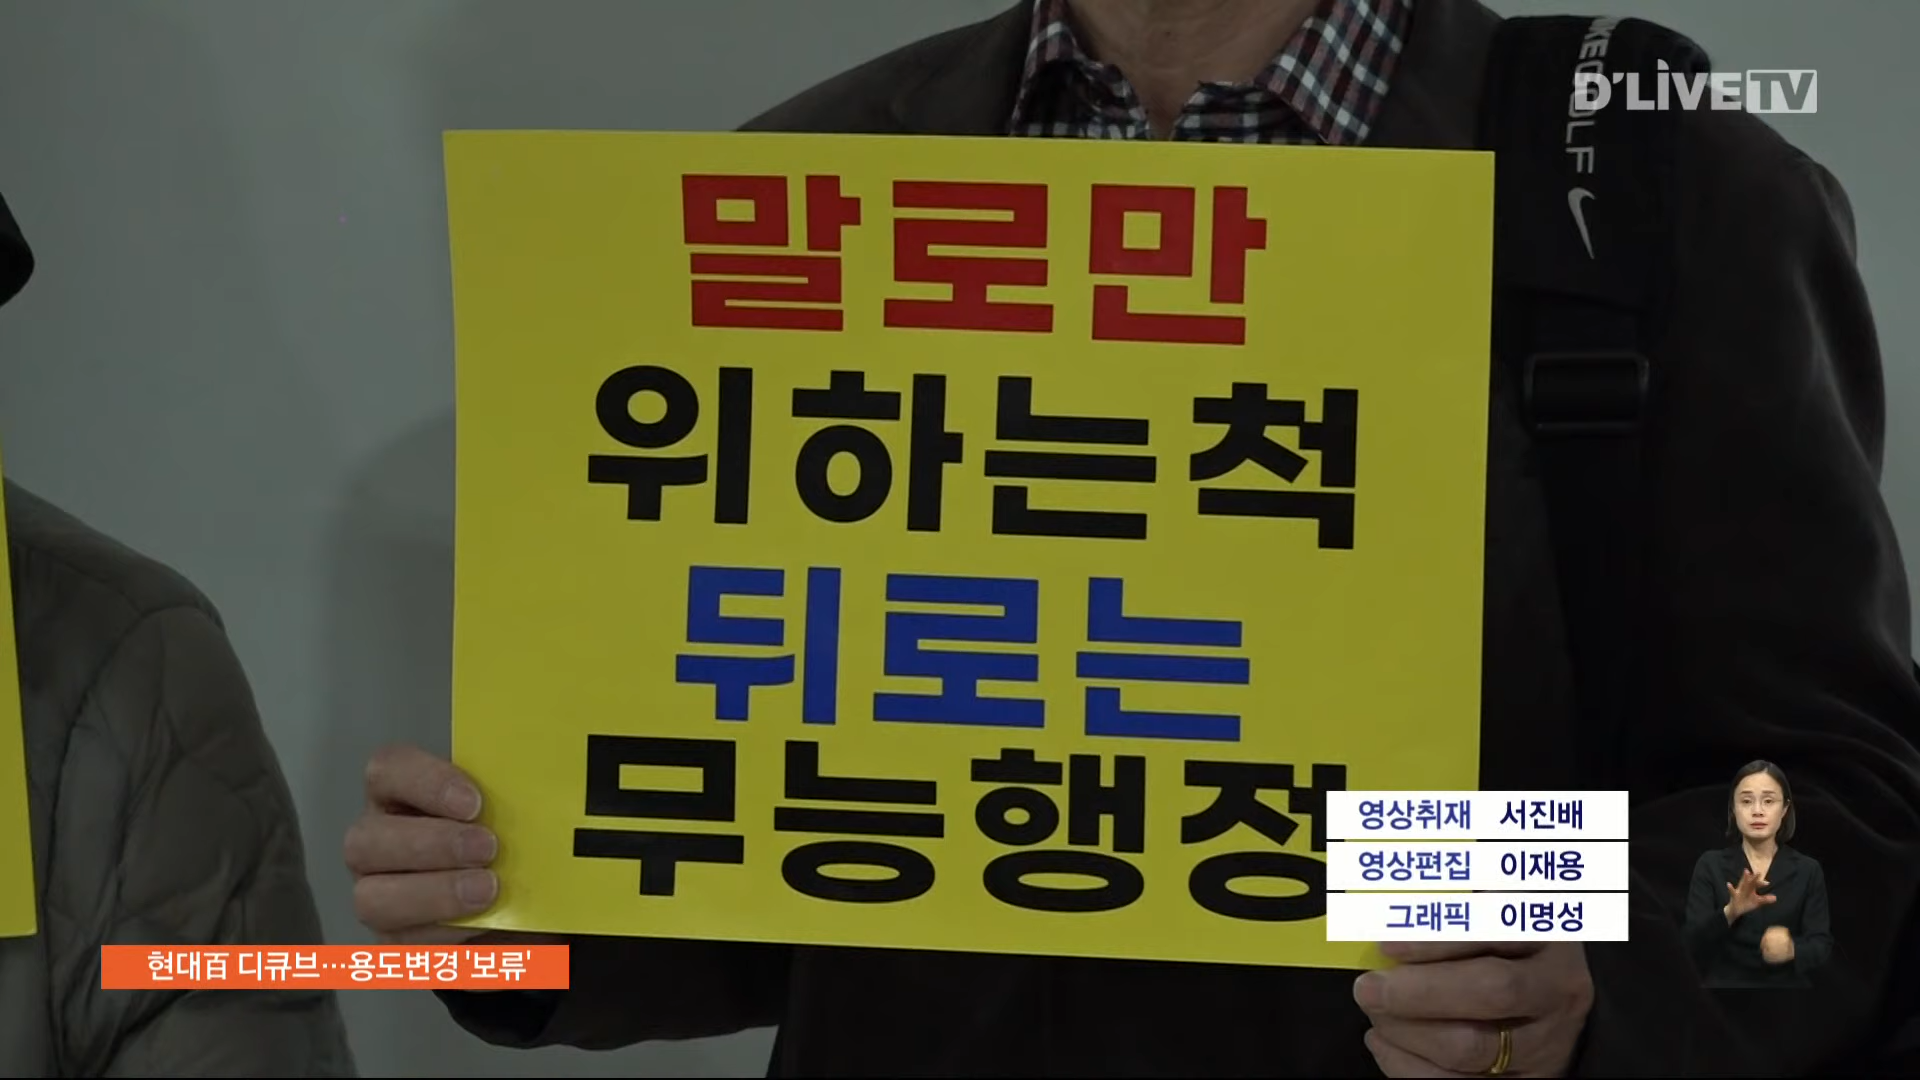 NIKEGOLF
D'LIVE TV
말로만
위하는척
뒤로는
무능행정
영상취재 서진배
영상편집 이재용
그래픽 이명성
현대百 디큐브…용도변경 '보류'